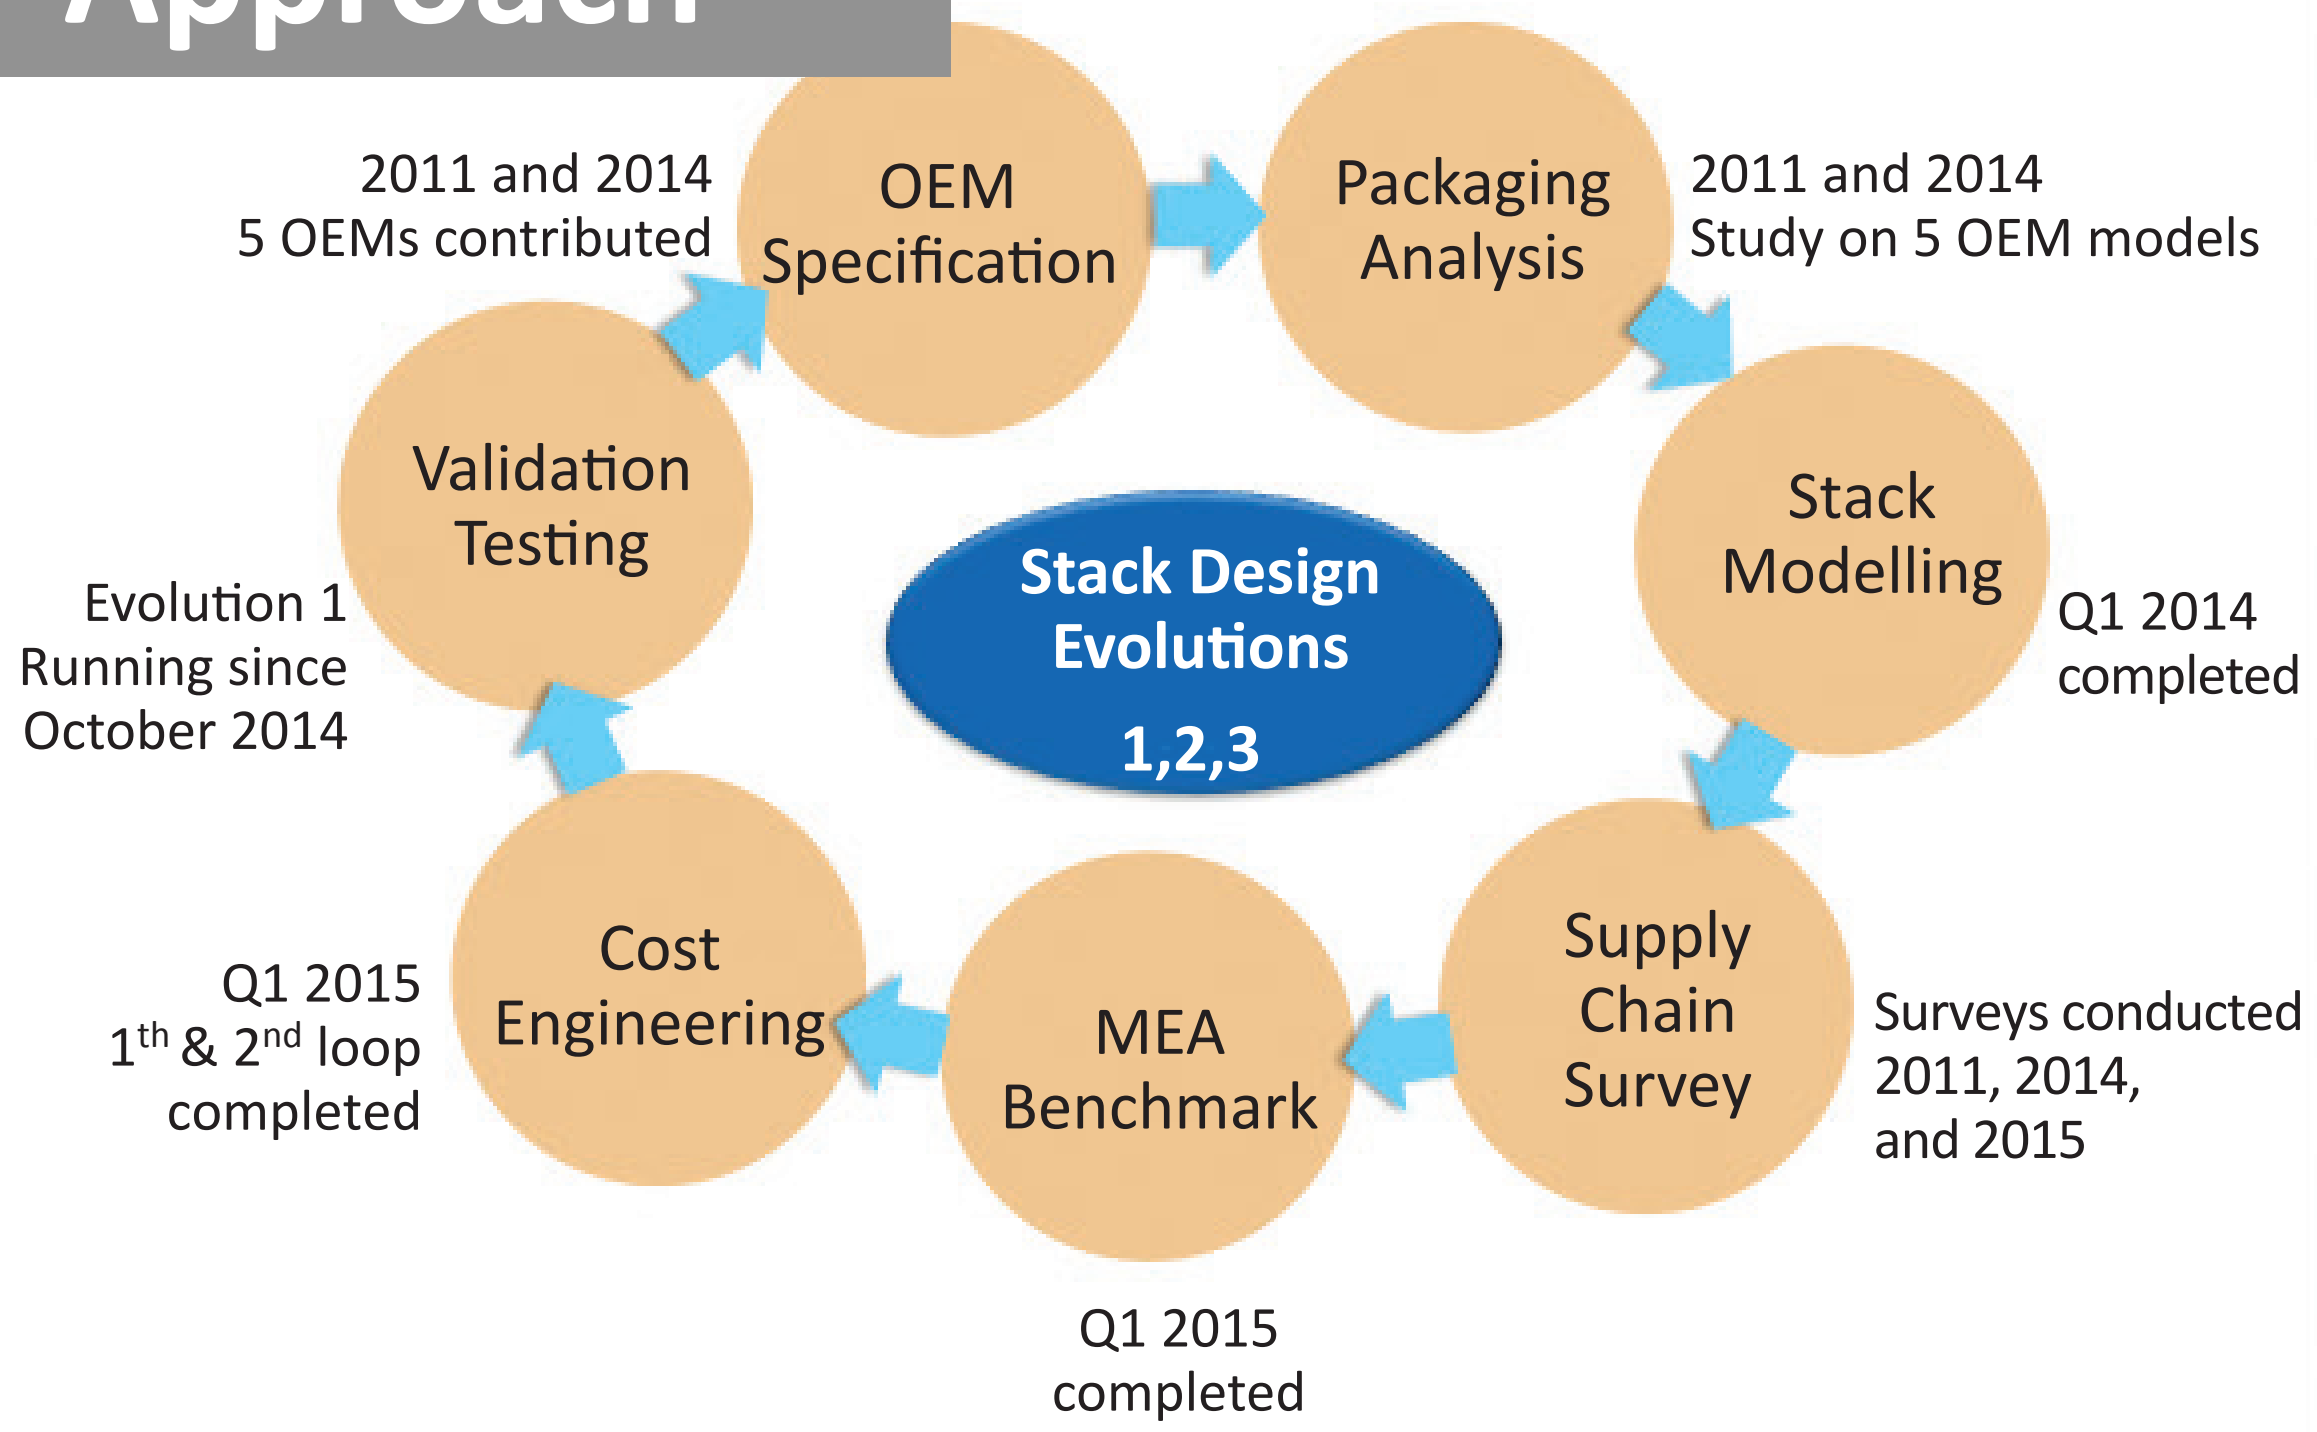 Approach
2011 and 2014
5 OEMs contributed
OEM
Specification
Packaging
Analysis
2011 and 2014
Study on 5 OEM models
Stack
Modelling
Q1 2014
completed
Supply
Chain
Survey
Surveys conducted
2011, 2014,
and 2015
MEA
Benchmark
Q1 2015
completed
Cost
Engineering
Q1 2015
1th & 2nd loop
completed
Validation
Testing
Evolution 1
Running since
October 2014
Stack Design
Evolutions
1,2,3